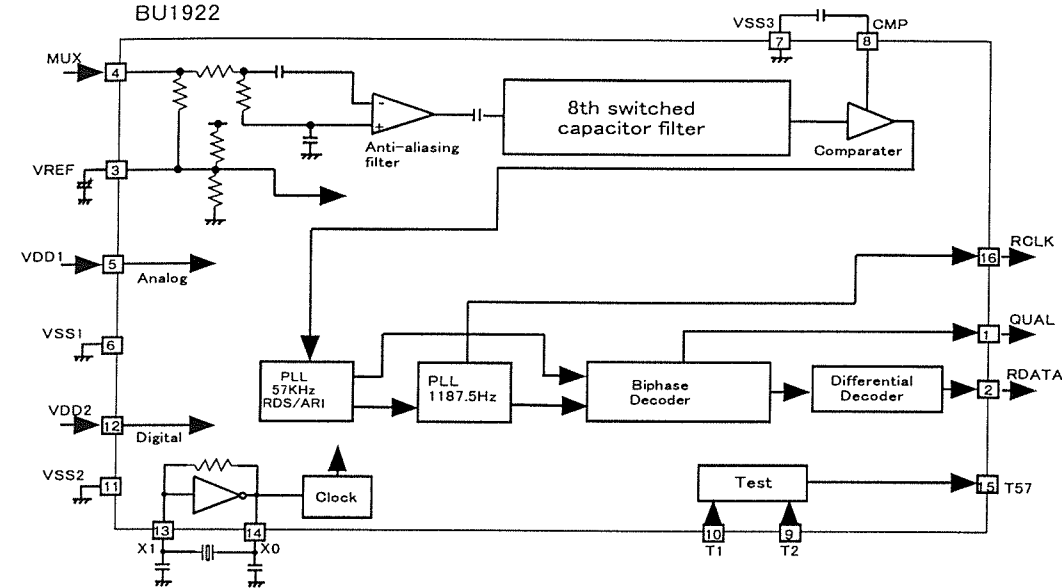 BU1922
VSS3
CMP
7
8
MUX
4
8th switched
capacitor filter
Anti-aliasing
filter
Comparater
VREF
3
VDD1
5
Analog
RCLK
16
VSS1
6
QUAL
1
PLL
57KHz
RDS/ARI
PLL
1187.5Hz
Biphase
Decoder
Differential
Decoder
RDATA
2
VDD2
12
Digital
VSS2
11
Clock
Test
15
T57
13
14
X1
X0
10
9
T1
T2
-
+